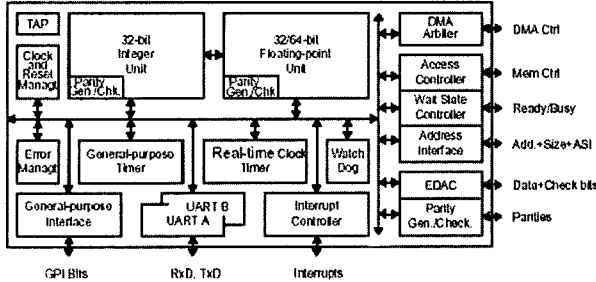 TAP
Clock
and
Reset
Managt
32-bit
Integer
Unit
Parity
Gen./Chk.
32/64-bit
Floating-point
Unit
Parity
Gen./Chk.
DMA
Arbiter
DMA Ctrl
Access
Controller
Mem Ctrl
Wait State
Controller
Ready/Busy
Address
Interface
Add.+Size+ASI
Error
Managt
General-purpose
Timer
Real-time Clock
Timer
Watch
Dog
EDAC
Data+Check bits
Parity
Gen./Check.
Parities
General-purpose
Interface
UART B
UART A
Interrupt
Controller
GPI Bits
RxD, TxD
Interrupts